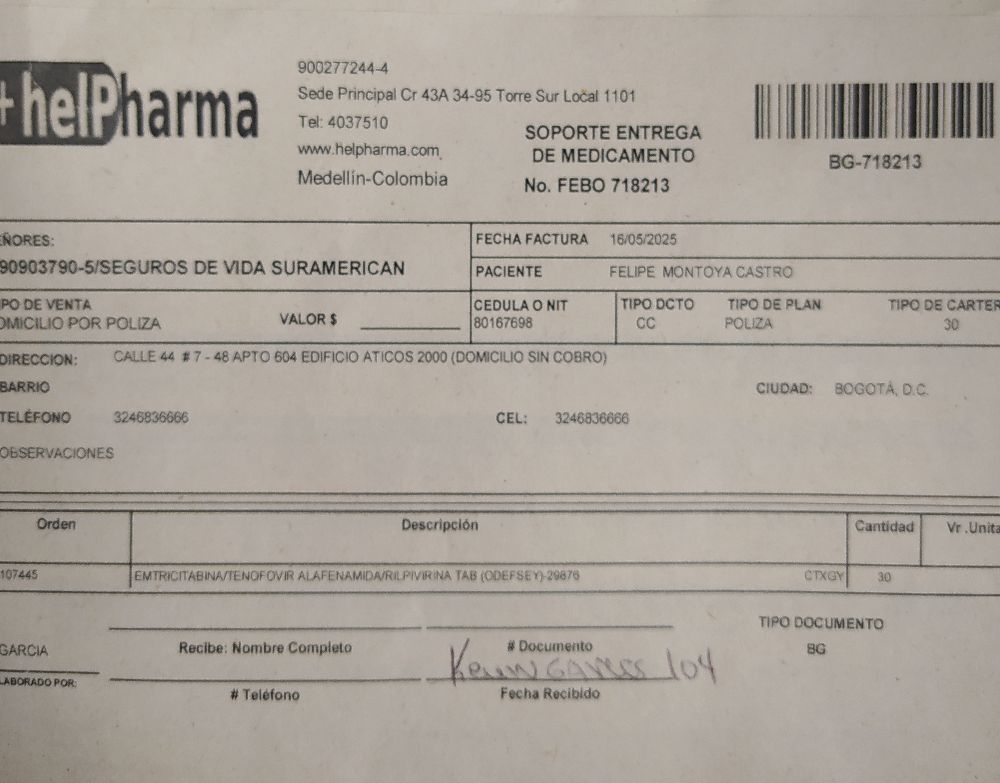 +helPharma
900277244-4
Sede Principal Cr 43A 34-95 Torre Sur Local 1101
Tel: 4037510
www.helpharma.com
Medellín-Colombia
SOPORTE ENTREGA
DE MEDICAMENTO
No. FEBO 718213
BG-718213
EÑORES:
90903790-5/SEGUROS DE VIDA SURAMERICAN
FECHA FACTURA 16/05/2025
PACIENTE FELIPE MONTOYA CASTRO
IPO DE VENTA
OMICILIO POR POLIZA
VALOR $
CEDULA O NIT
80167698
TIPO DCTO
CC
TIPO DE PLAN
POLIZA
TIPO DE CARTER
30
DIRECCION: CALLE 44 # 7 - 48 APTO 604 EDIFICIO ATICOS 2000 (DOMICILIO SIN COBRO)
BARRIO
CIUDAD: BOGOTÁ, D.C.
TELÉFONO 3246836666
CEL: 3246836666
OBSERVACIONES
Orden Descripción Cantidad Vr .Unita
107445 EMTRICITABINA/TENOFOVIR ALAFENAMIDA/RILPIVIRINA TAB (ODEFSEY)-29876 CTXGY 30
GARCIA
LABORADO POR:
Recibe: Nombre Completo
# Documento
104
# Teléfono
Fecha Recibido
TIPO DOCUMENTO
BG